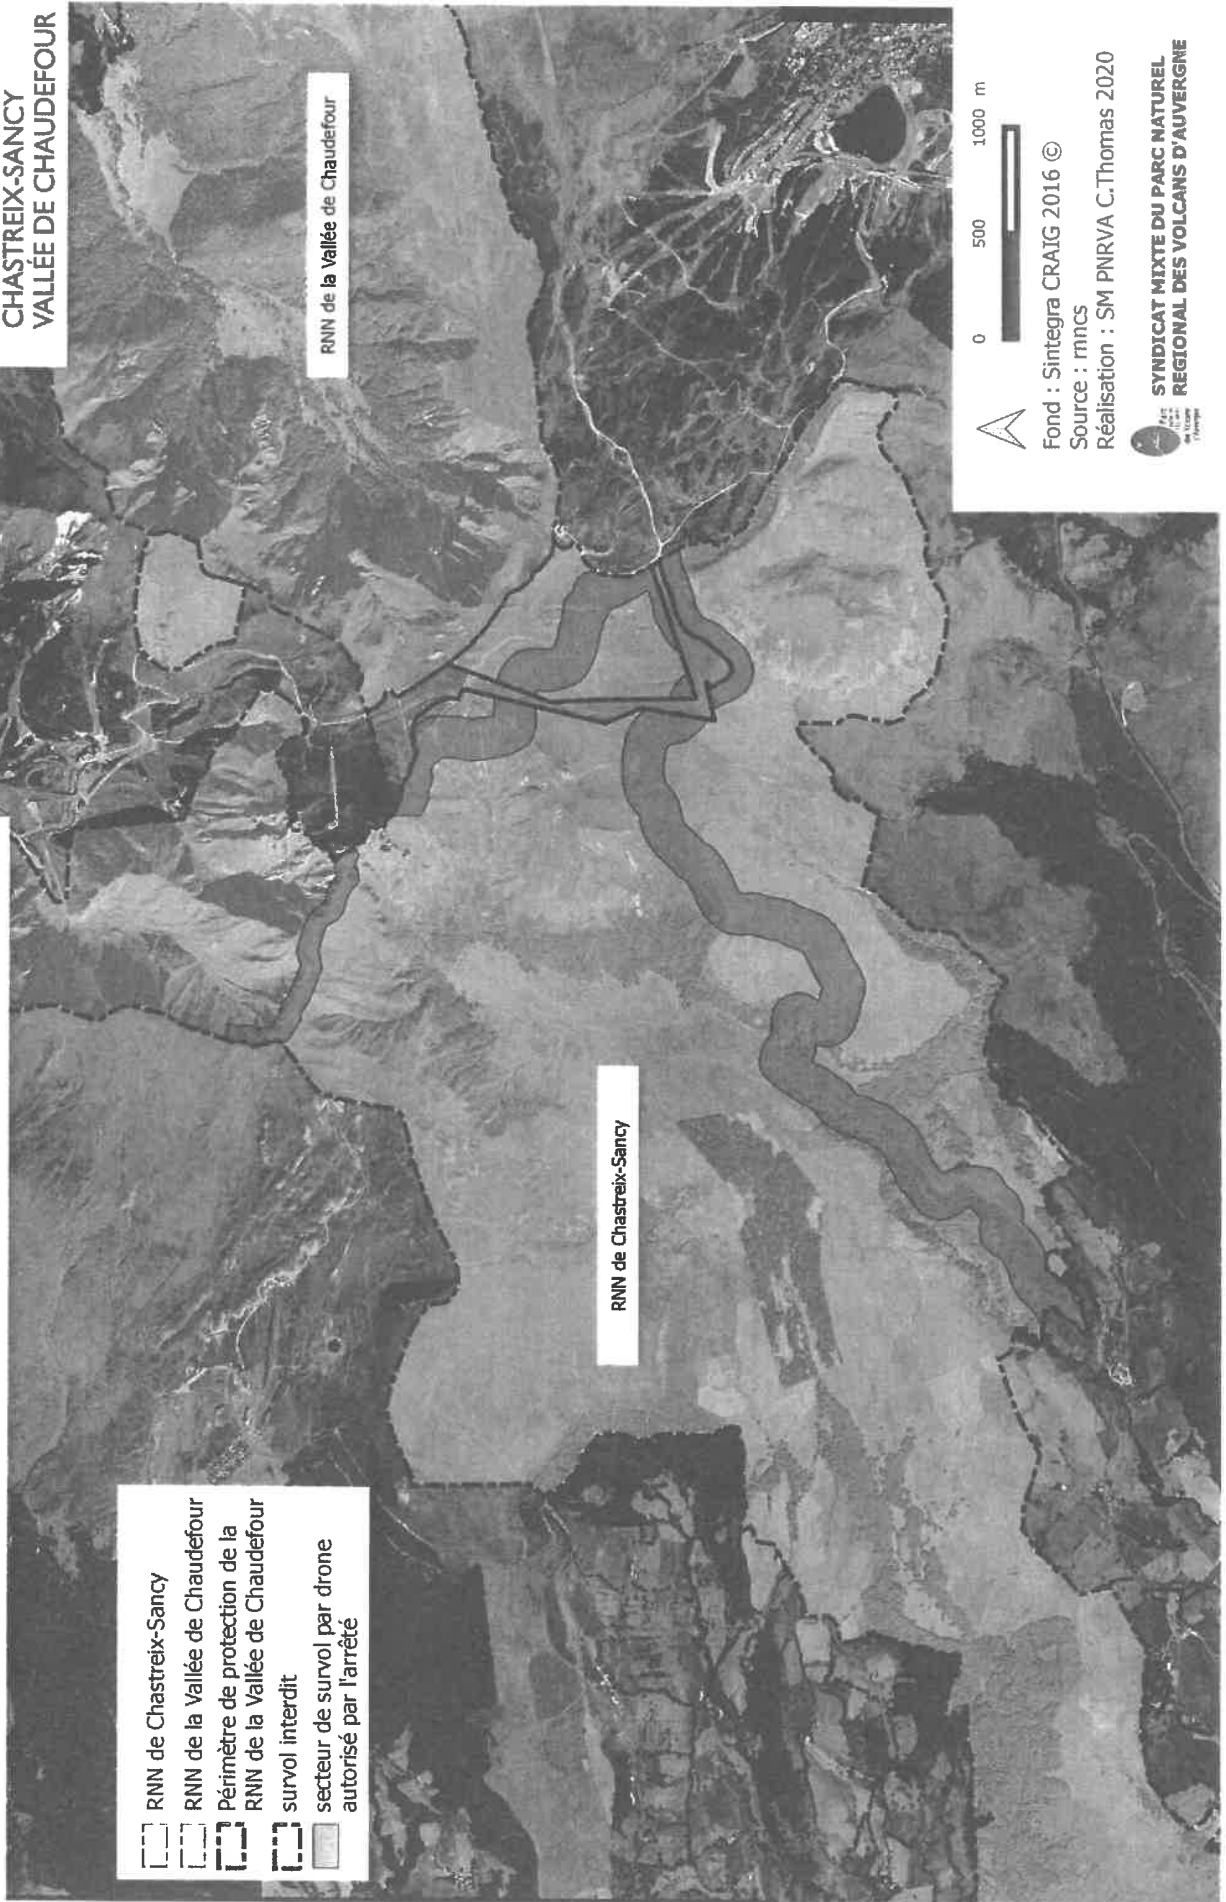 CHASTREIX-SANCY
VALLÉE DE CHAUDEFOUR
RNN de la Vallée de Chaudefour
RNN de Chastreix-Sancy
RNN de Chastreix-Sancy
RNN de la Vallée de Chaudefour
Périmètre de protection de la
RNN de la Vallée de Chaudefour
survol interdit
secteur de survol par drone
autorisé par l'arrêté
0 500 1000 m
Fond : Sintegra CRAIG 2016 ©
Source : rnncs
Réalisation : SM PNRVA C.Thomas 2020
SYNDICAT MIXTE DU PARC NATUREL
REGIONAL DES VOLCANS D'AUVERGNE